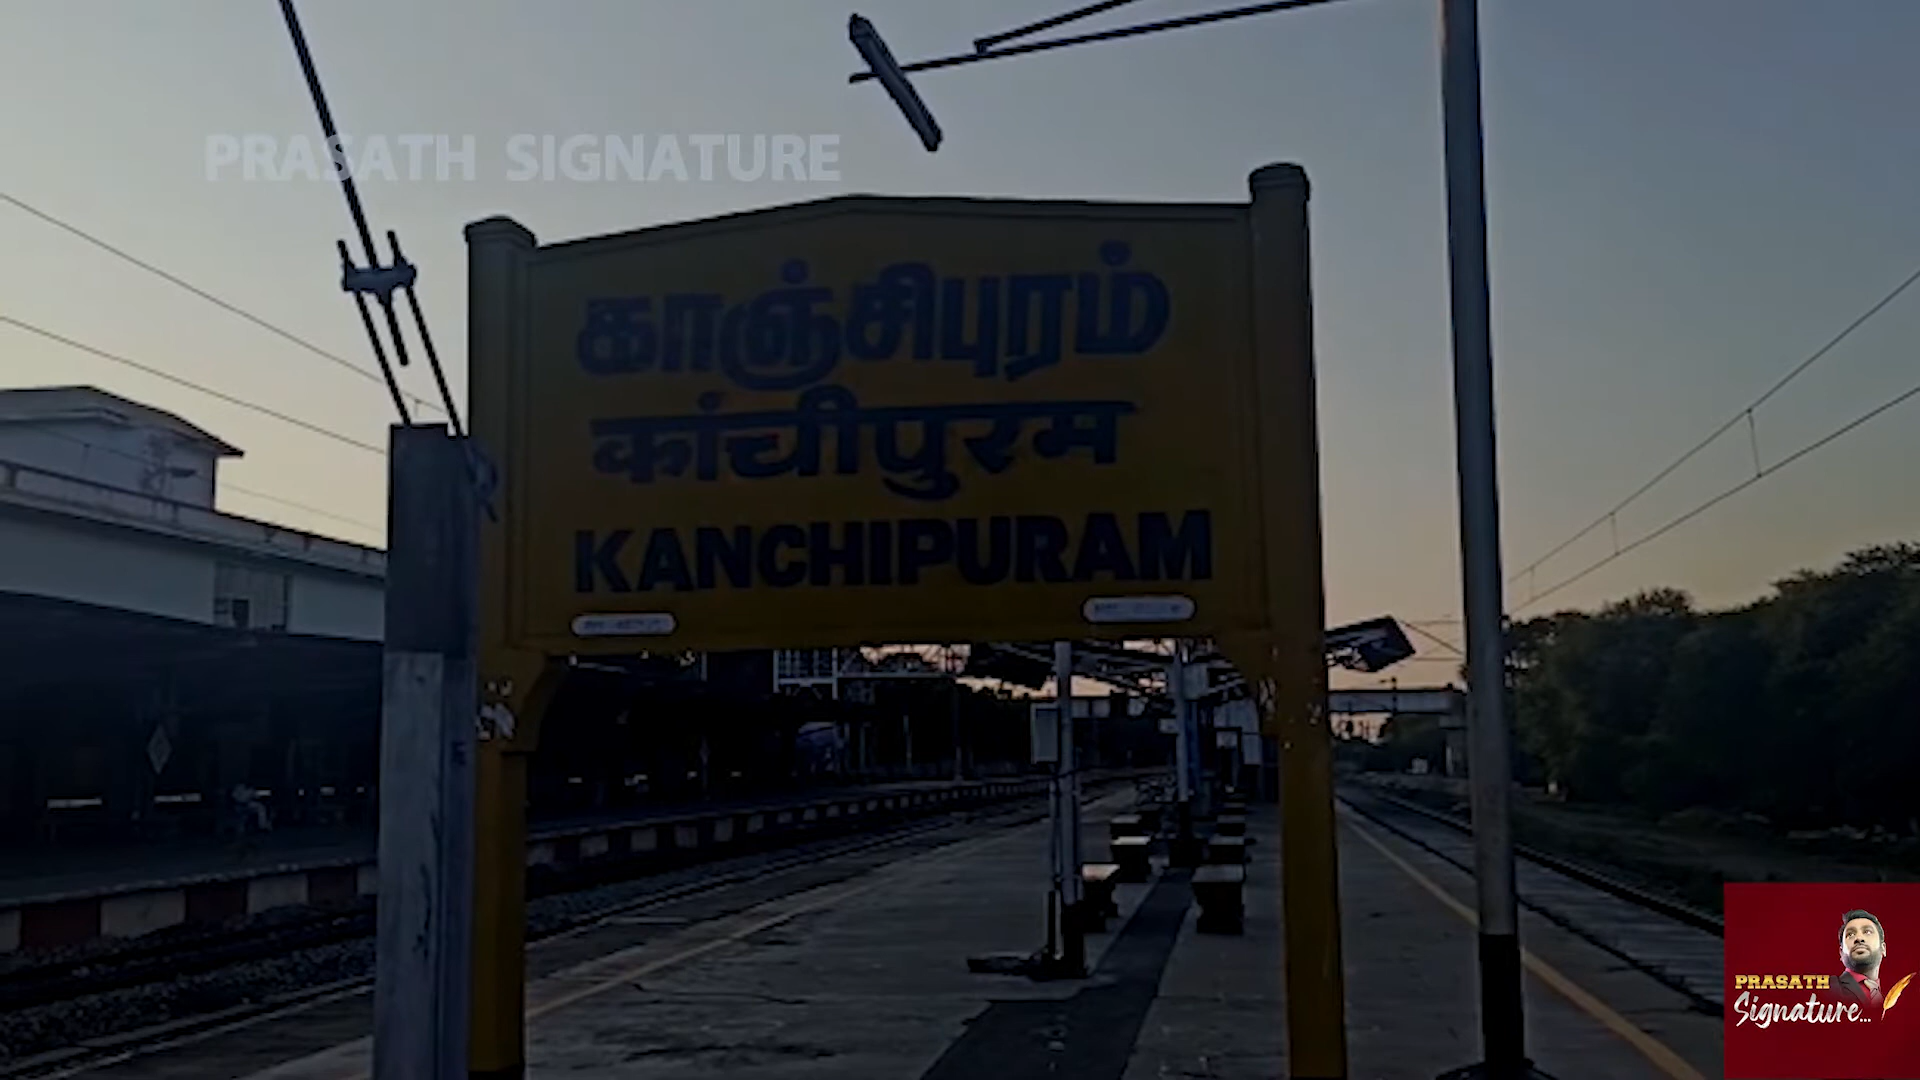 PRASATH SIGNATURE
காஞ்சிபுரம்
कांचीपुरम
KANCHIPURAM
PRASATH
Signature...